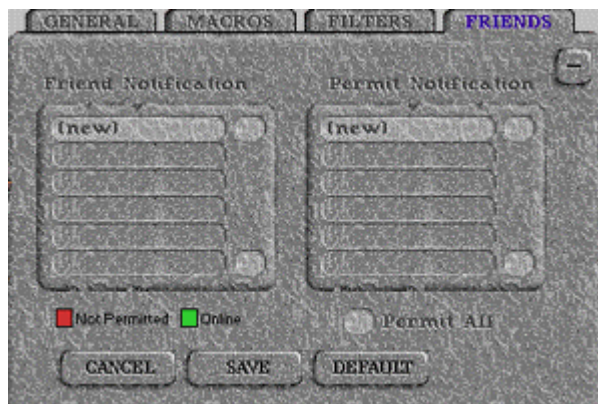 GENERAL MACROS FILTERS FRIENDS
Friend Notification Permit Notification
(new) (new)
Not Permitted Online Permit All
CANCEL SAVE DEFAULT